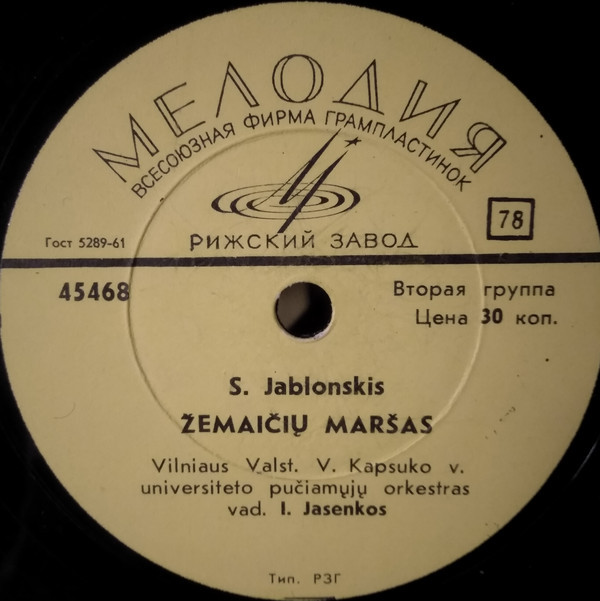 МЕЛОДИЯ
ВСЕСОЮЗНАЯ ФИРМА ГРАМПЛАСТИНОК
РИЖСКИЙ ЗАВОД
78
Гост 5289-61
45468
Вторая группа
Цена 30 коп.
S. Jablonskis
ŽEMAIČIŲ MARŠAS
Vilniaus Valst. V. Kapsuko v.
universiteto pučiamųjų orkestras
vad. I. Jasenkos
Тип. РЗГ